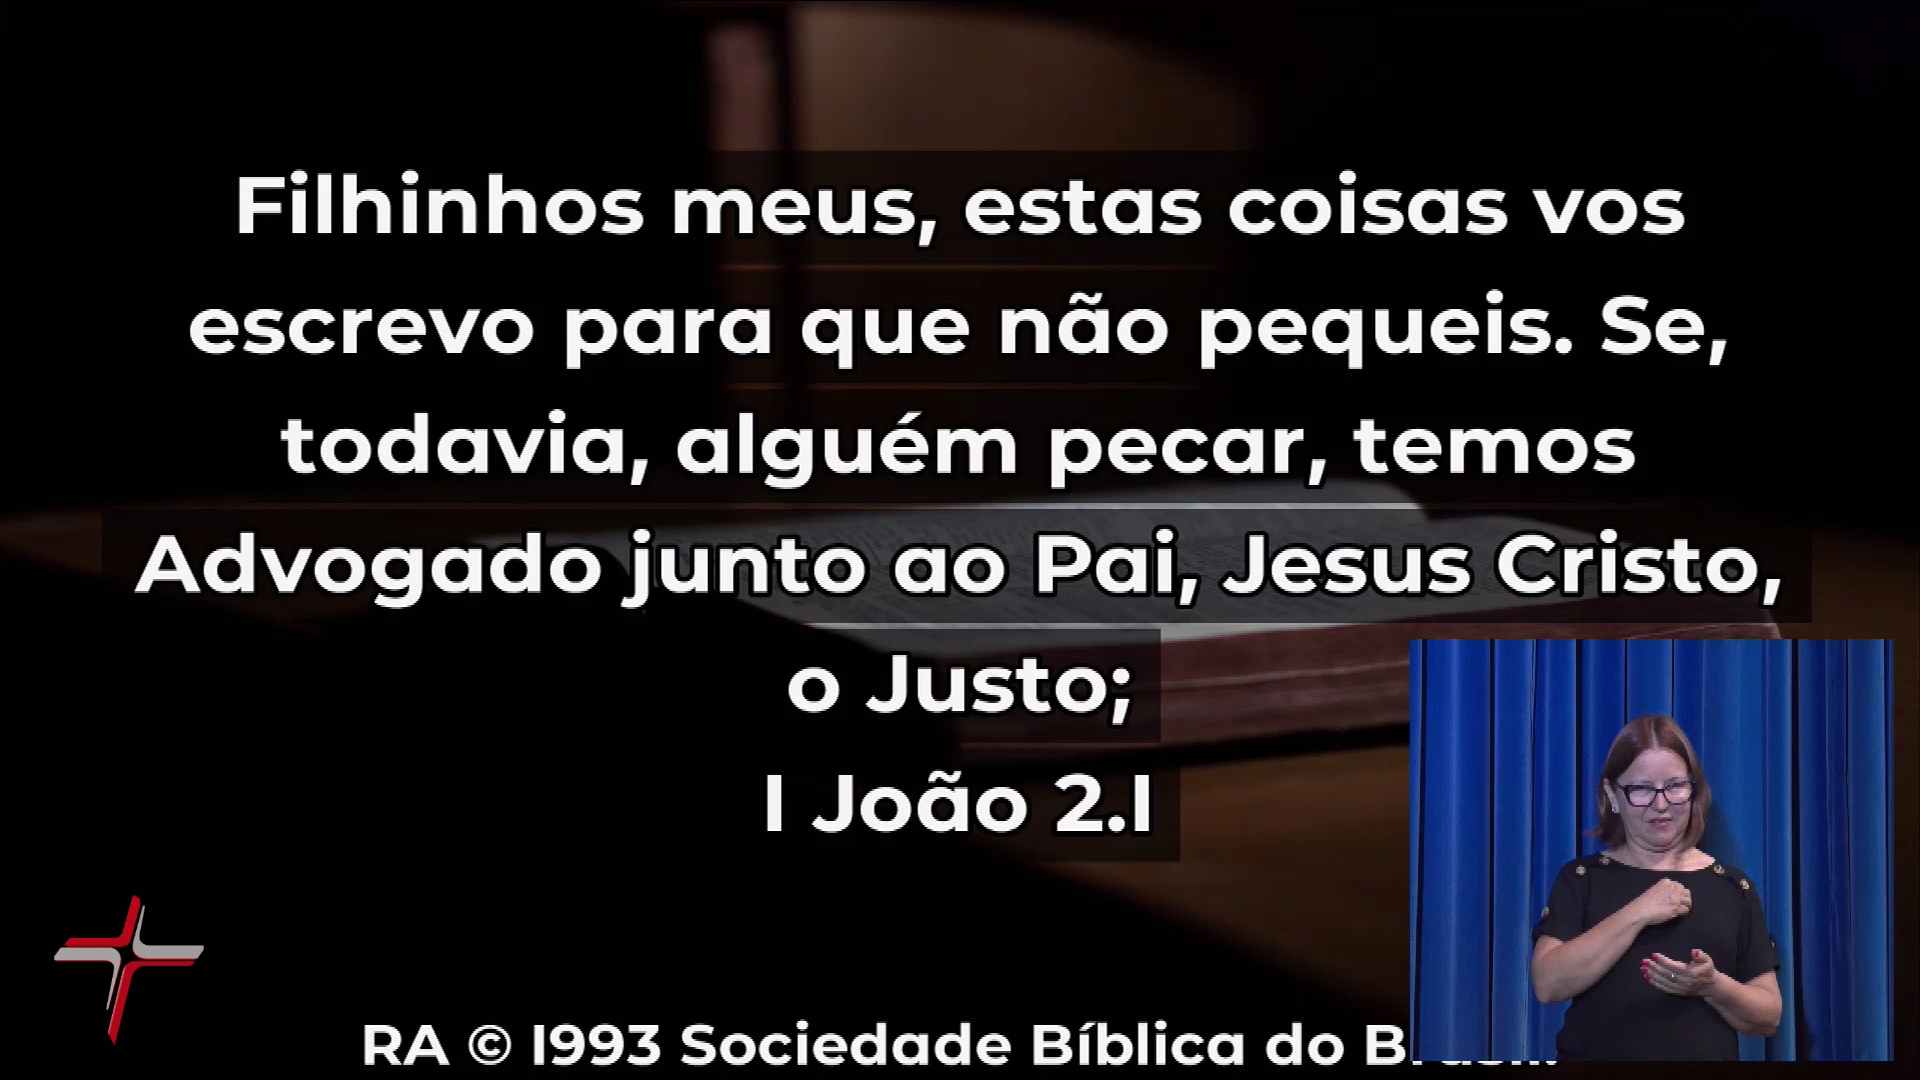 Filhinhos meus, estas coisas vos
escrevo para que não pequeis. Se,
todavia, alguém pecar, temos
Advogado junto ao Pai, Jesus Cristo,
o Justo;
I João 2.I
RA © I993 Sociedade Bíblica do